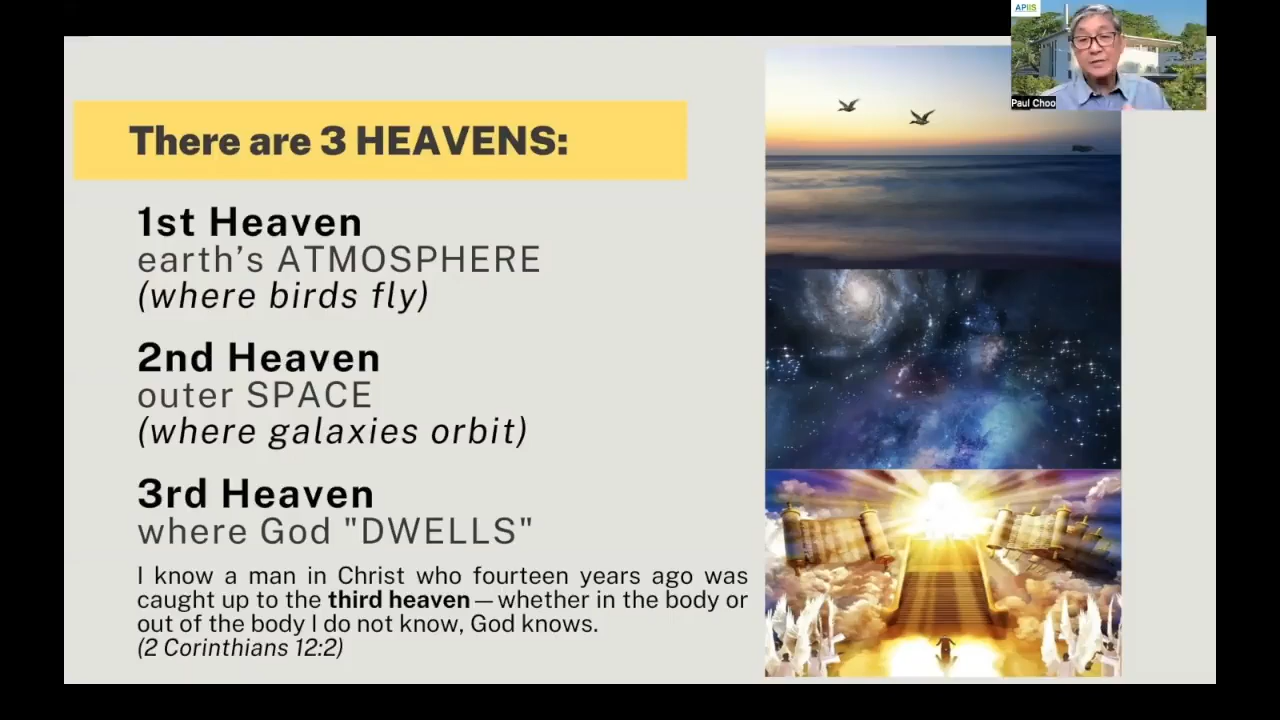 APIIS
Paul Choo
There are 3 HEAVENS:
1st Heaven
earth's ATMOSPHERE
(where birds fly)
2nd Heaven
outer SPACE
(where galaxies orbit)
3rd Heaven
where God "DWELLS"
I know a man in Christ who fourteen years ago was
caught up to the third heaven—whether in the body or
out of the body I do not know, God knows.
(2 Corinthians 12:2)